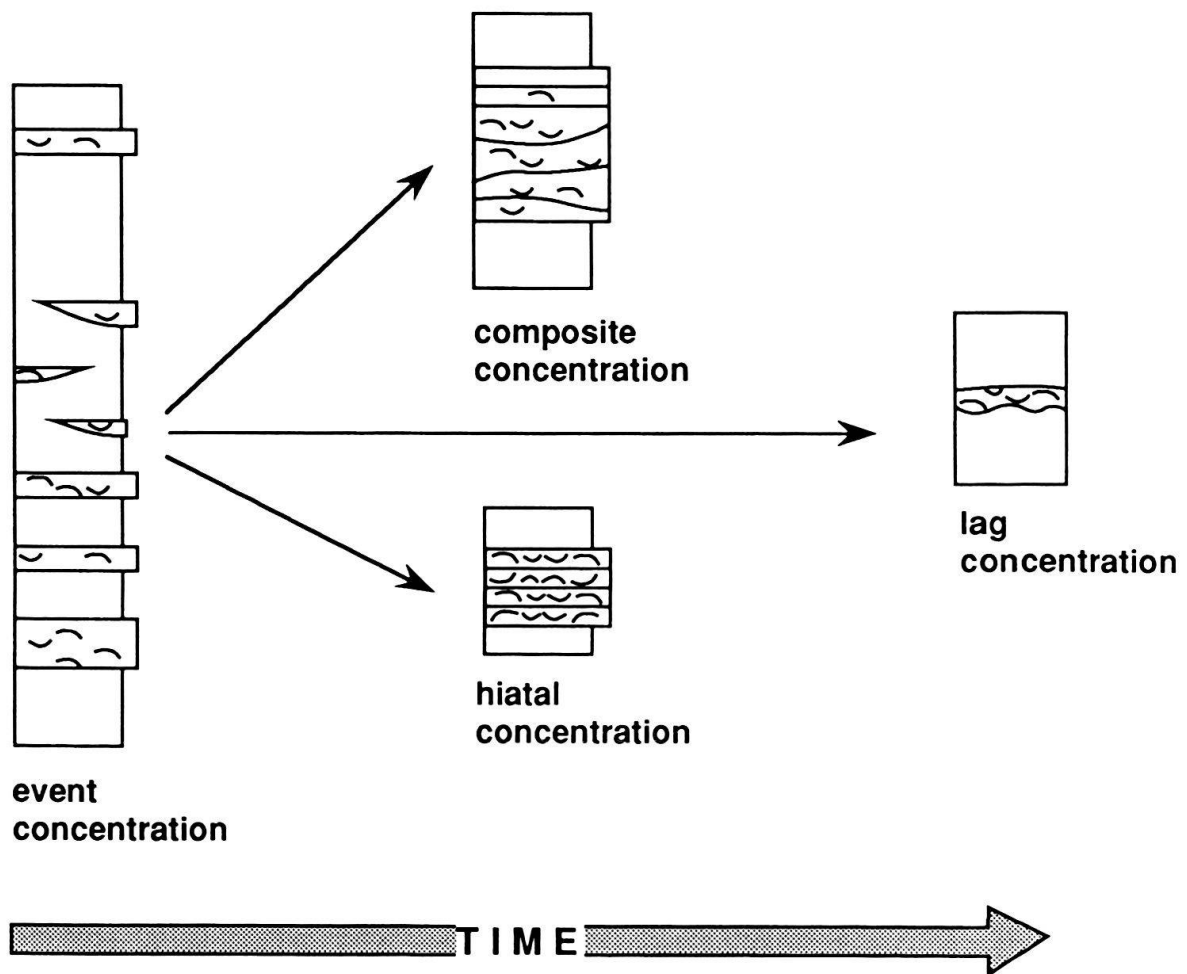 composite
concentration
lag
concentration
hiatal
concentration
event
concentration
TIME